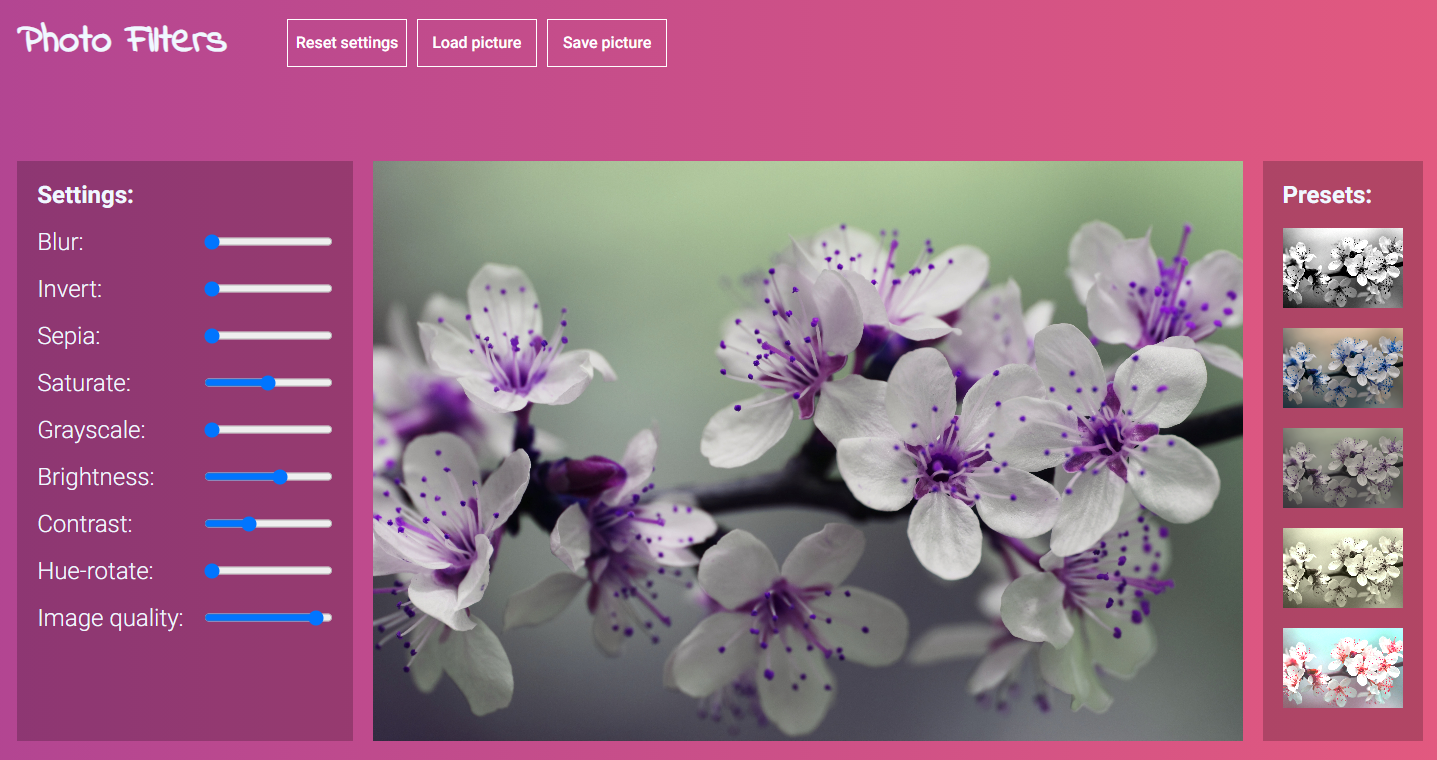 Photo Filters
Reset settings
Load picture
Save picture
Settings:
Blur:
Invert:
Sepia:
Saturate:
Grayscale:
Brightness:
Contrast:
Hue-rotate:
Image quality:
Presets: